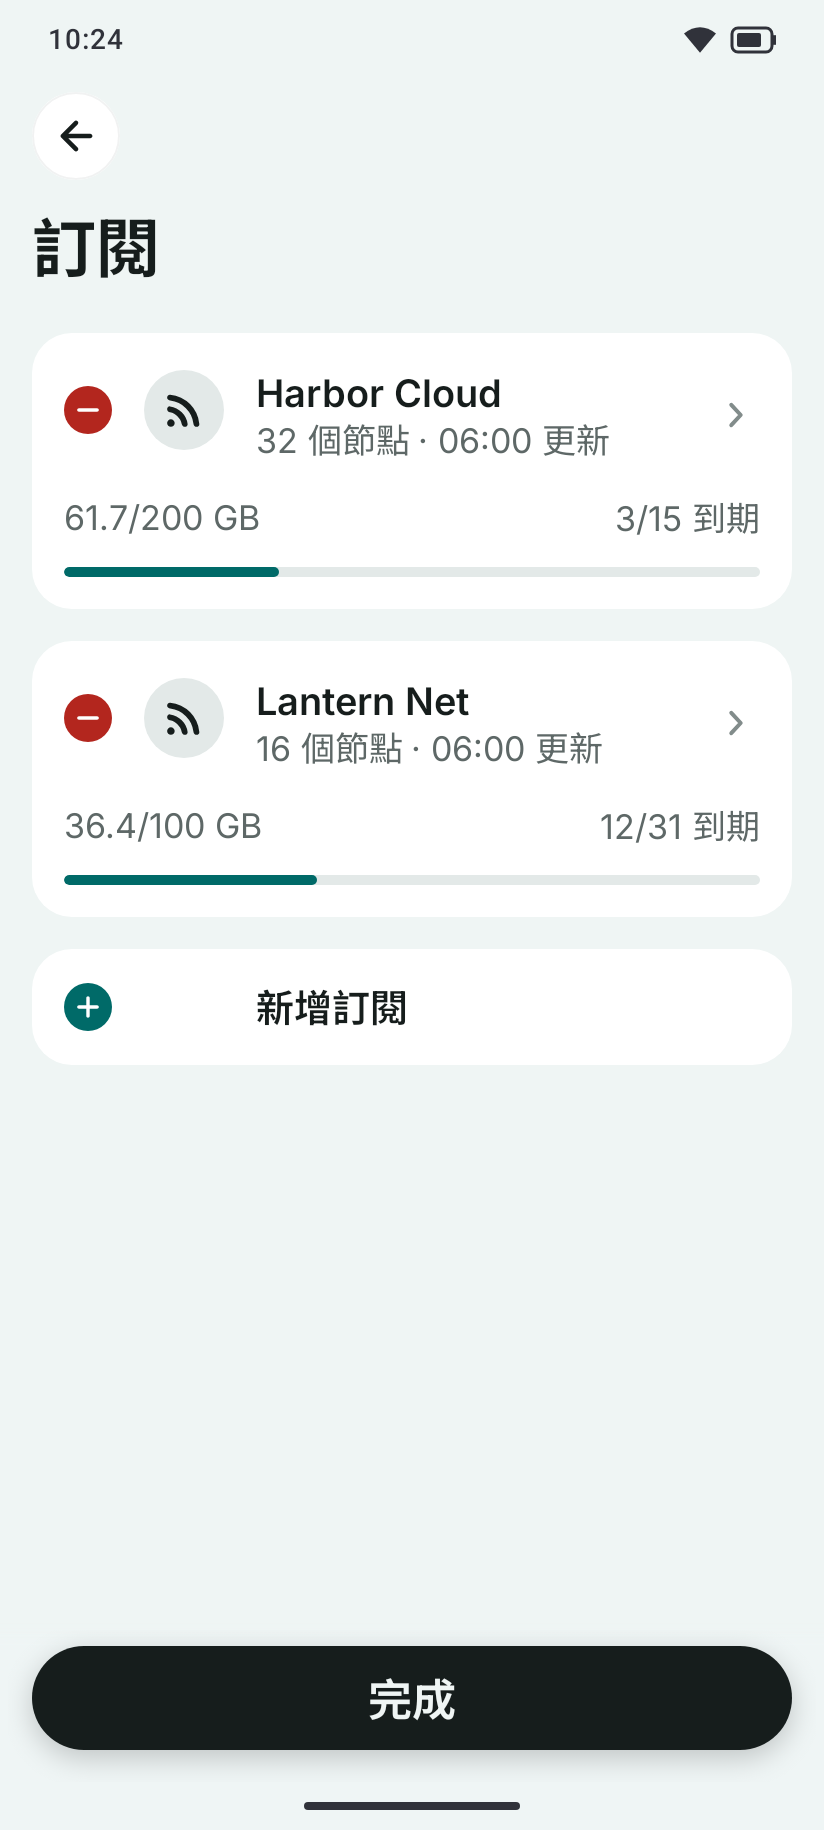 10:24
訂閱
Harbor Cloud
32 個節點 · 06:00 更新
61.7/200 GB
3/15 到期
Lantern Net
16 個節點 · 06:00 更新
36.4/100 GB
12/31 到期
新增訂閱
完成